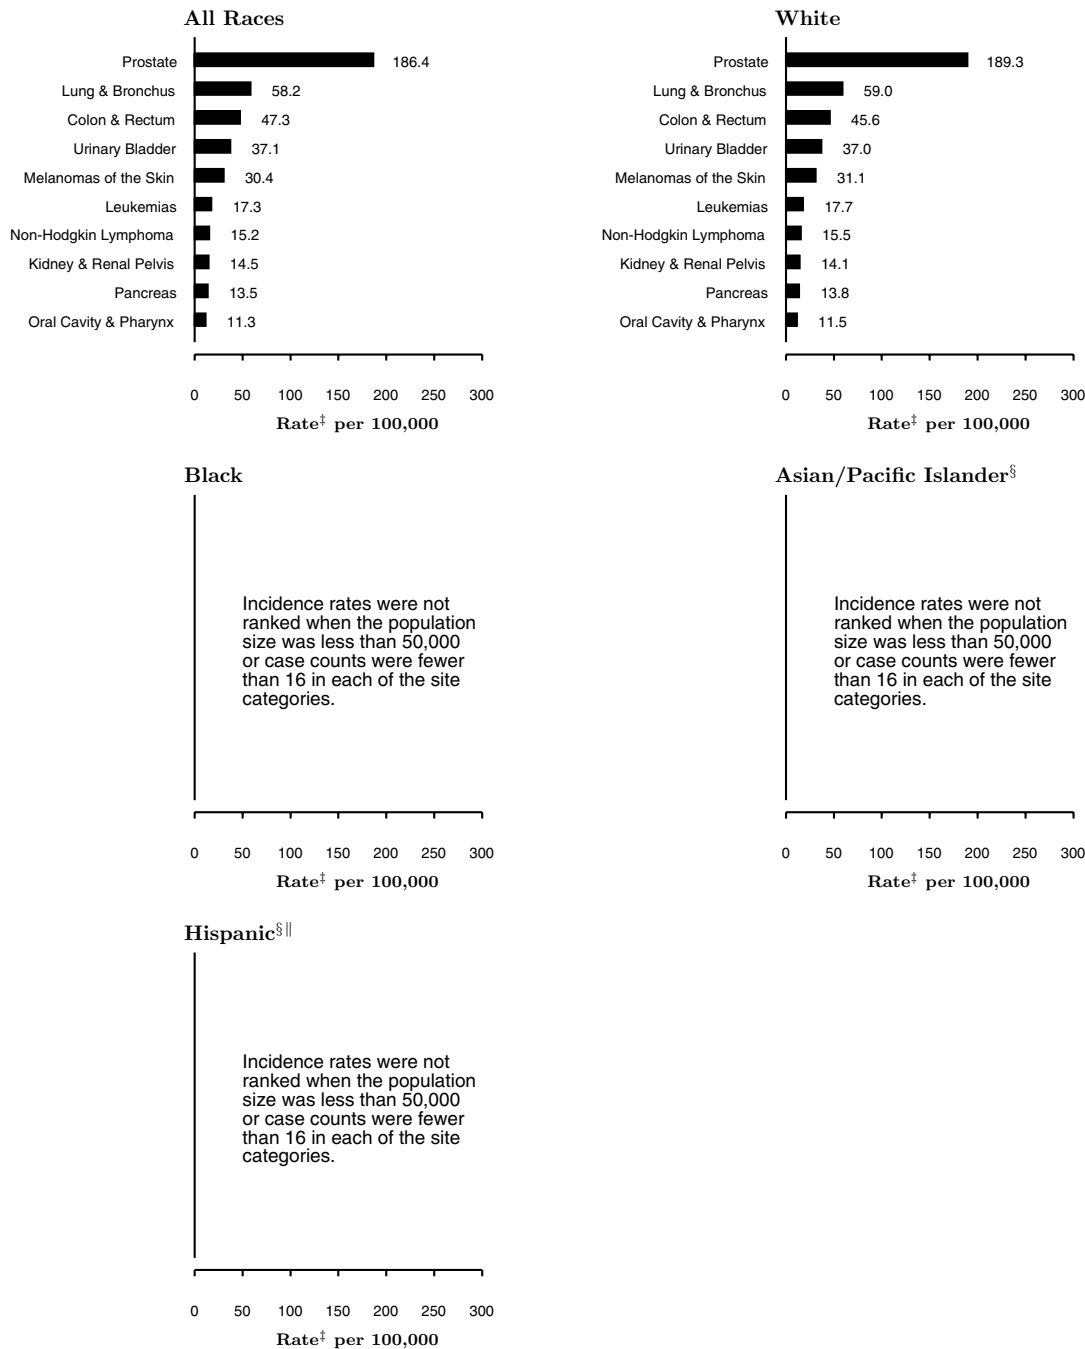 All Races
Prostate 186.4
Lung & Bronchus 58.2
Colon & Rectum 47.3
Urinary Bladder 37.1
Melanomas of the Skin 30.4
Leukemias 17.3
Non-Hodgkin Lymphoma 15.2
Kidney & Renal Pelvis 14.5
Pancreas 13.5
Oral Cavity & Pharynx 11.3
0 50 100 150 200 250 300
Rate‡ per 100,000
White
Prostate 189.3
Lung & Bronchus 59.0
Colon & Rectum 45.6
Urinary Bladder 37.0
Melanomas of the Skin 31.1
Leukemias 17.7
Non-Hodgkin Lymphoma 15.5
Kidney & Renal Pelvis 14.1
Pancreas 13.8
Oral Cavity & Pharynx 11.5
0 50 100 150 200 250 300
Rate‡ per 100,000
Black
Incidence rates were not
ranked when the population
size was less than 50,000
or case counts were fewer
than 16 in each of the site
categories.
0 50 100 150 200 250 300
Rate‡ per 100,000
Asian/Pacific Islander§
Incidence rates were not
ranked when the population
size was less than 50,000
or case counts were fewer
than 16 in each of the site
categories.
0 50 100 150 200 250 300
Rate‡ per 100,000
Hispanic§‖
Incidence rates were not
ranked when the population
size was less than 50,000
or case counts were fewer
than 16 in each of the site
categories.
0 50 100 150 200 250 300
Rate‡ per 100,000